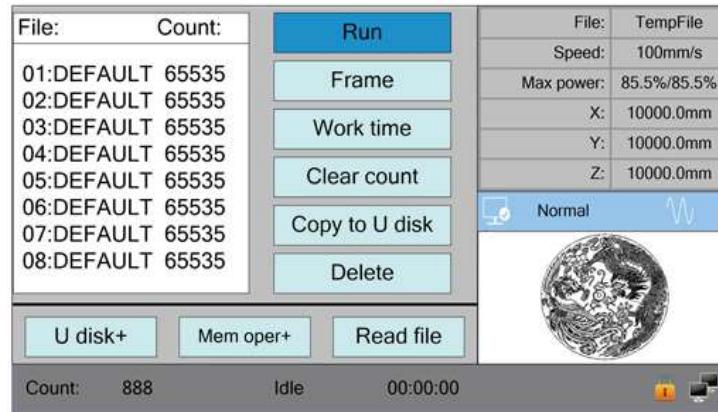 File: Count:
01:DEFAULT 65535
02:DEFAULT 65535
03:DEFAULT 65535
04:DEFAULT 65535
05:DEFAULT 65535
06:DEFAULT 65535
07:DEFAULT 65535
08:DEFAULT 65535
Run
Frame
Work time
Clear count
Copy to U disk
Delete
U disk+
Mem oper+
Read file
File: TempFile
Speed: 100mm/s
Max power: 85.5%/85.5%
X: 10000.0mm
Y: 10000.0mm
Z: 10000.0mm
Normal
Count: 888 Idle 00:00:00